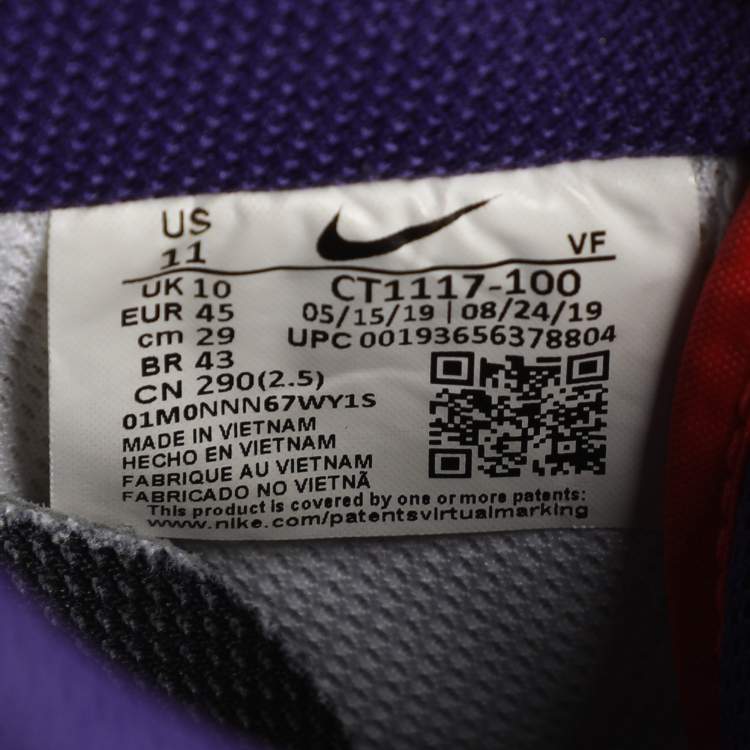 US
11
VF
UK 10
CT1117-100
EUR 45
05/15/19 | 08/24/19
cm 29
UPC 00193656378804
BR 43
CN 290(2.5)
01M0NNN67WY1S
MADE IN VIETNAM
HECHO EN VIETNAM
FABRIQUE AU VIETNAM
FABRICADO NO VIETNÃ
This product is covered by one or more patents:
www.nike.com/patentsvirtualmarking